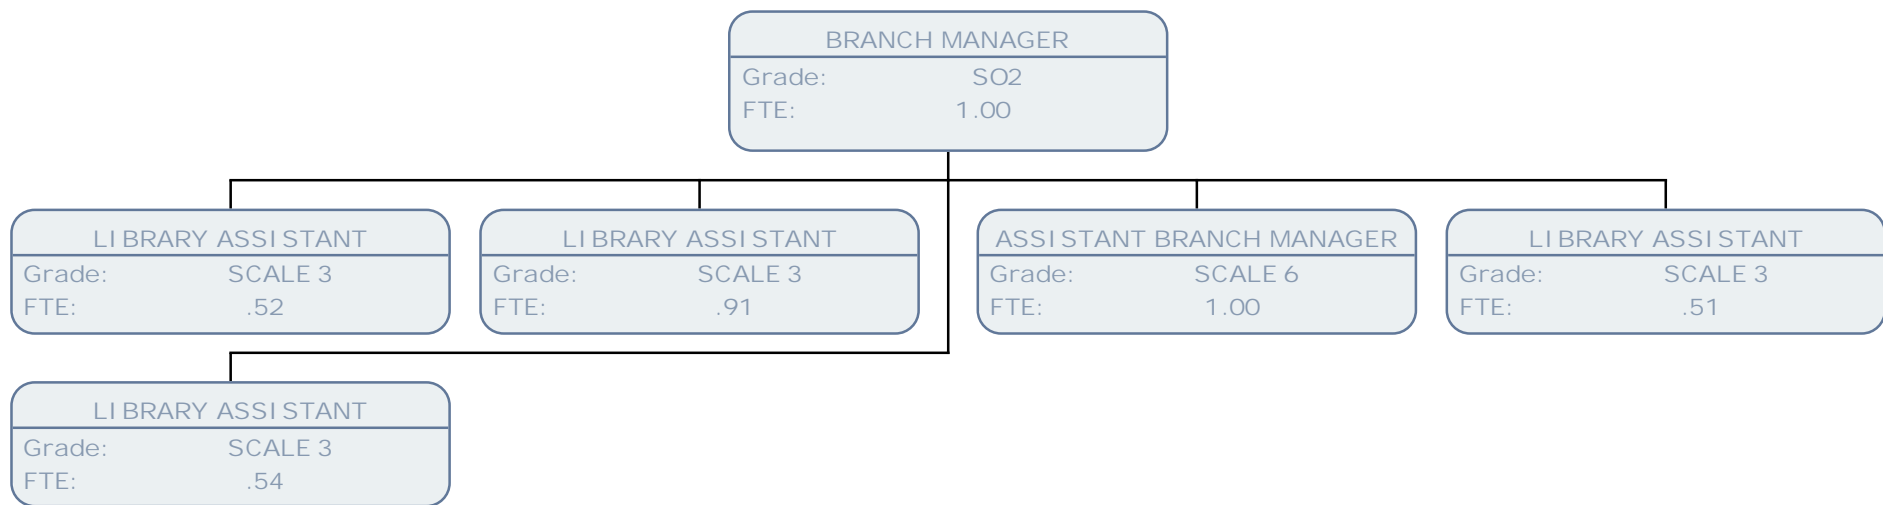 BRANCH MANAGER
Grade: SO2
FTE: 1.00
LIBRARY ASSISTANT
Grade: SCALE 3
FTE: .52
LIBRARY ASSISTANT
Grade: SCALE 3
FTE: .91
ASSISTANT BRANCH MANAGER
Grade: SCALE 6
FTE: 1.00
LIBRARY ASSISTANT
Grade: SCALE 3
FTE: .51
LIBRARY ASSISTANT
Grade: SCALE 3
FTE: .54